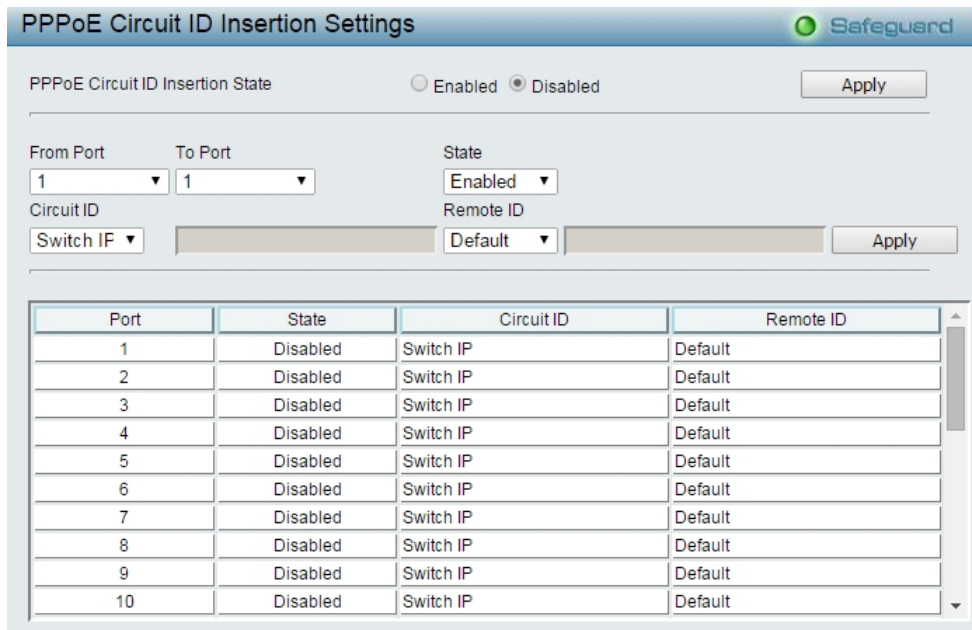 PPPoE Circuit ID Insertion Settings
Safeguard
PPPoE Circuit ID Insertion State Enabled Disabled Apply
From Port To Port State
1 1 Enabled
Circuit ID Remote ID
Switch IP Default Apply
Port State Circuit ID Remote ID
1 Disabled Switch IP Default
2 Disabled Switch IP Default
3 Disabled Switch IP Default
4 Disabled Switch IP Default
5 Disabled Switch IP Default
6 Disabled Switch IP Default
7 Disabled Switch IP Default
8 Disabled Switch IP Default
9 Disabled Switch IP Default
10 Disabled Switch IP Default